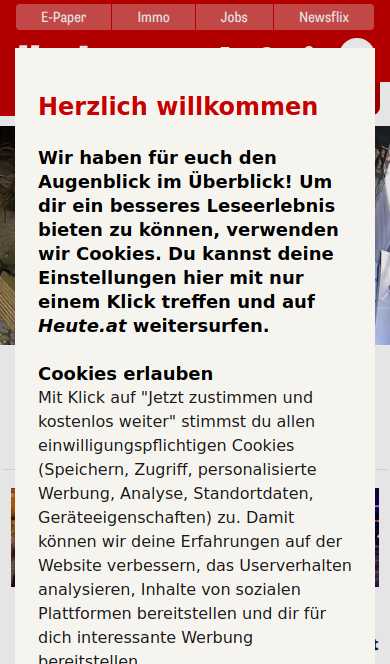 E-Paper Immo Jobs Newsflix
Herzlich willkommen
Wir haben für euch den
Augenblick im Überblick! Um
dir ein besseres Leseerlebnis
bieten zu können, verwenden
wir Cookies. Du kannst deine
Einstellungen hier mit nur
einem Klick treffen und auf
Heute.at weitersurfen.
Cookies erlauben
Mit Klick auf "Jetzt zustimmen und
kostenlos weiter" stimmst du allen
einwilligungspflichtigen Cookies
(Speichern, Zugriff, personalisierte
Werbung, Analyse, Standortdaten,
Geräteeigenschaften) zu. Damit
können wir deine Erfahrungen auf der
Website verbessern, das Userverhalten
analysieren, Inhalte von sozialen
Plattformen bereitstellen und dir für
dich interessante Werbung
bereitstellen